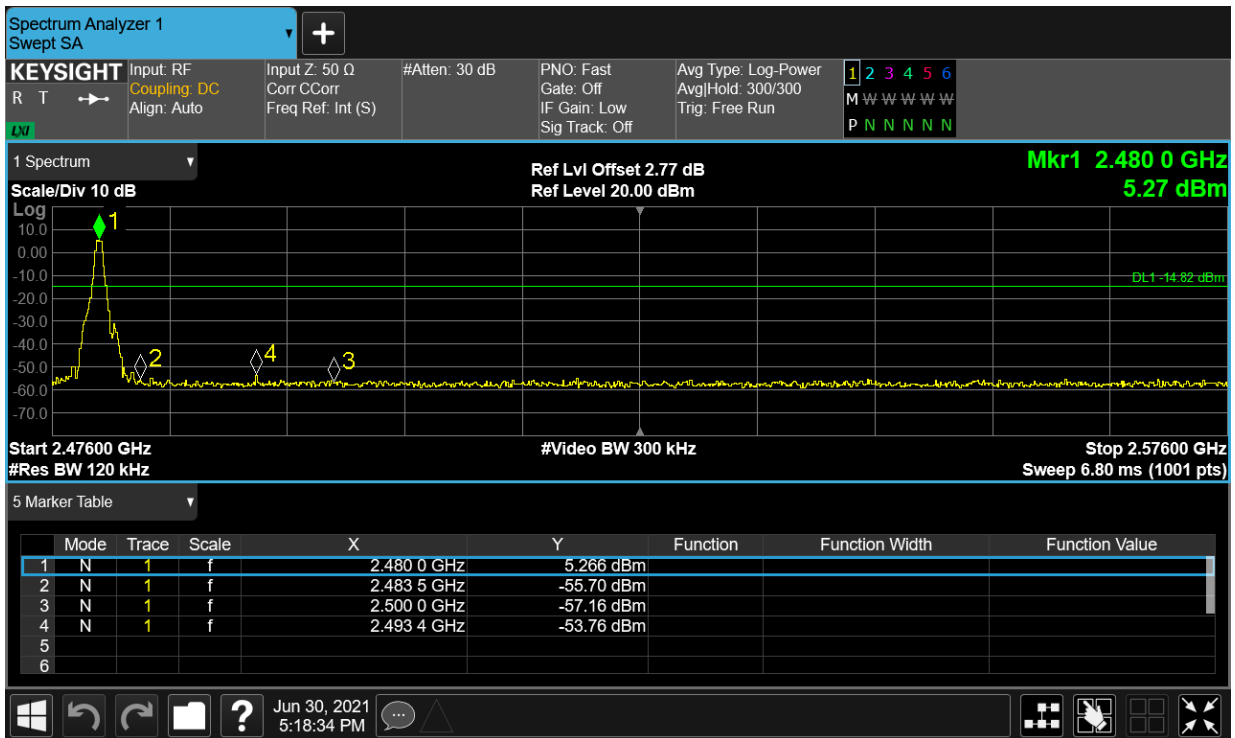 Spectrum Analyzer 1
Swept SA
+
KEYSIGHT
R T
LXI
Input: RF
Coupling: DC
Align: Auto
Input Z: 50 Ω
Corr CCorr
Freq Ref: Int (S)
#Atten: 30 dB
PNO: Fast
Gate: Off
IF Gain: Low
Sig Track: Off
Avg Type: Log-Power
Avg|Hold: 300/300
Trig: Free Run
1 2 3 4 5 6
M W W W W W
P N N N N N
1 Spectrum
Scale/Div 10 dB
Ref Lvl Offset 2.77 dB
Ref Level 20.00 dBm
Mkr1 2.480 0 GHz
5.27 dBm
Log
10.0
0.00
-10.0
-20.0
-30.0
-40.0
-50.0
-60.0
-70.0
1
2
4
3
DL1 -14.82 dBm
Start 2.47600 GHz
#Res BW 120 kHz
#Video BW 300 kHz
Stop 2.57600 GHz
Sweep 6.80 ms (1001 pts)
5 Marker Table
Mode Trace Scale X Y Function Function Width Function Value
1 N 1 f 2.480 0 GHz 5.266 dBm
2 N 1 f 2.483 5 GHz -55.70 dBm
3 N 1 f 2.500 0 GHz -57.16 dBm
4 N 1 f 2.493 4 GHz -53.76 dBm
5
6
?
Jun 30, 2021
5:18:34 PM